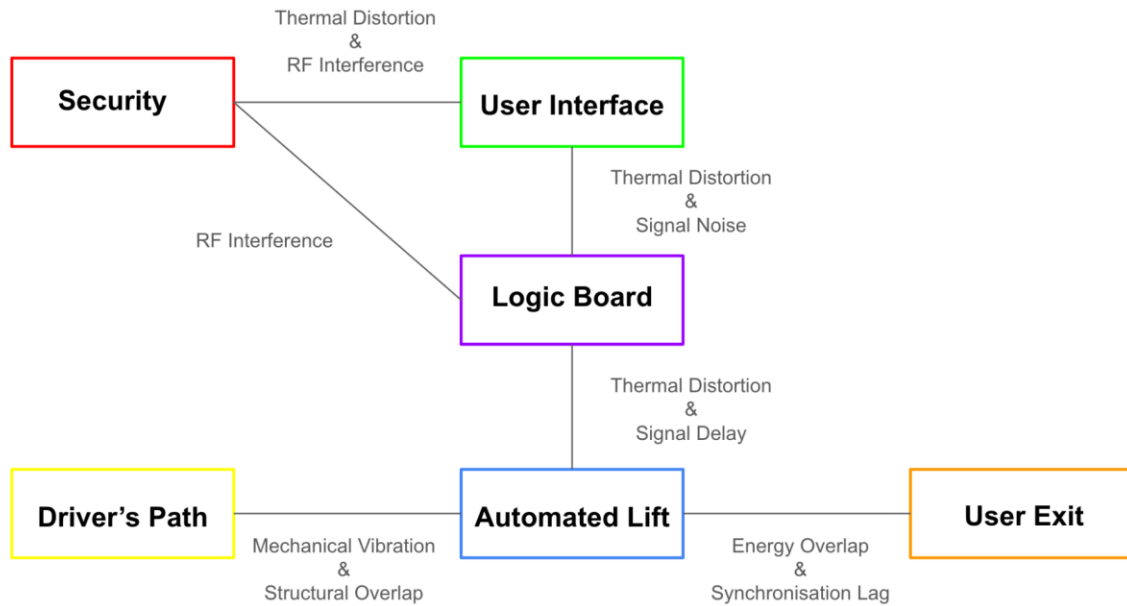 Thermal Distortion
&
RF Interference
Security
User Interface
Thermal Distortion
&
Signal Noise
RF Interference
Logic Board
Thermal Distortion
&
Signal Delay
Driver’s Path
Automated Lift
User Exit
Mechanical Vibration
&
Structural Overlap
Energy Overlap
&
Synchronisation Lag